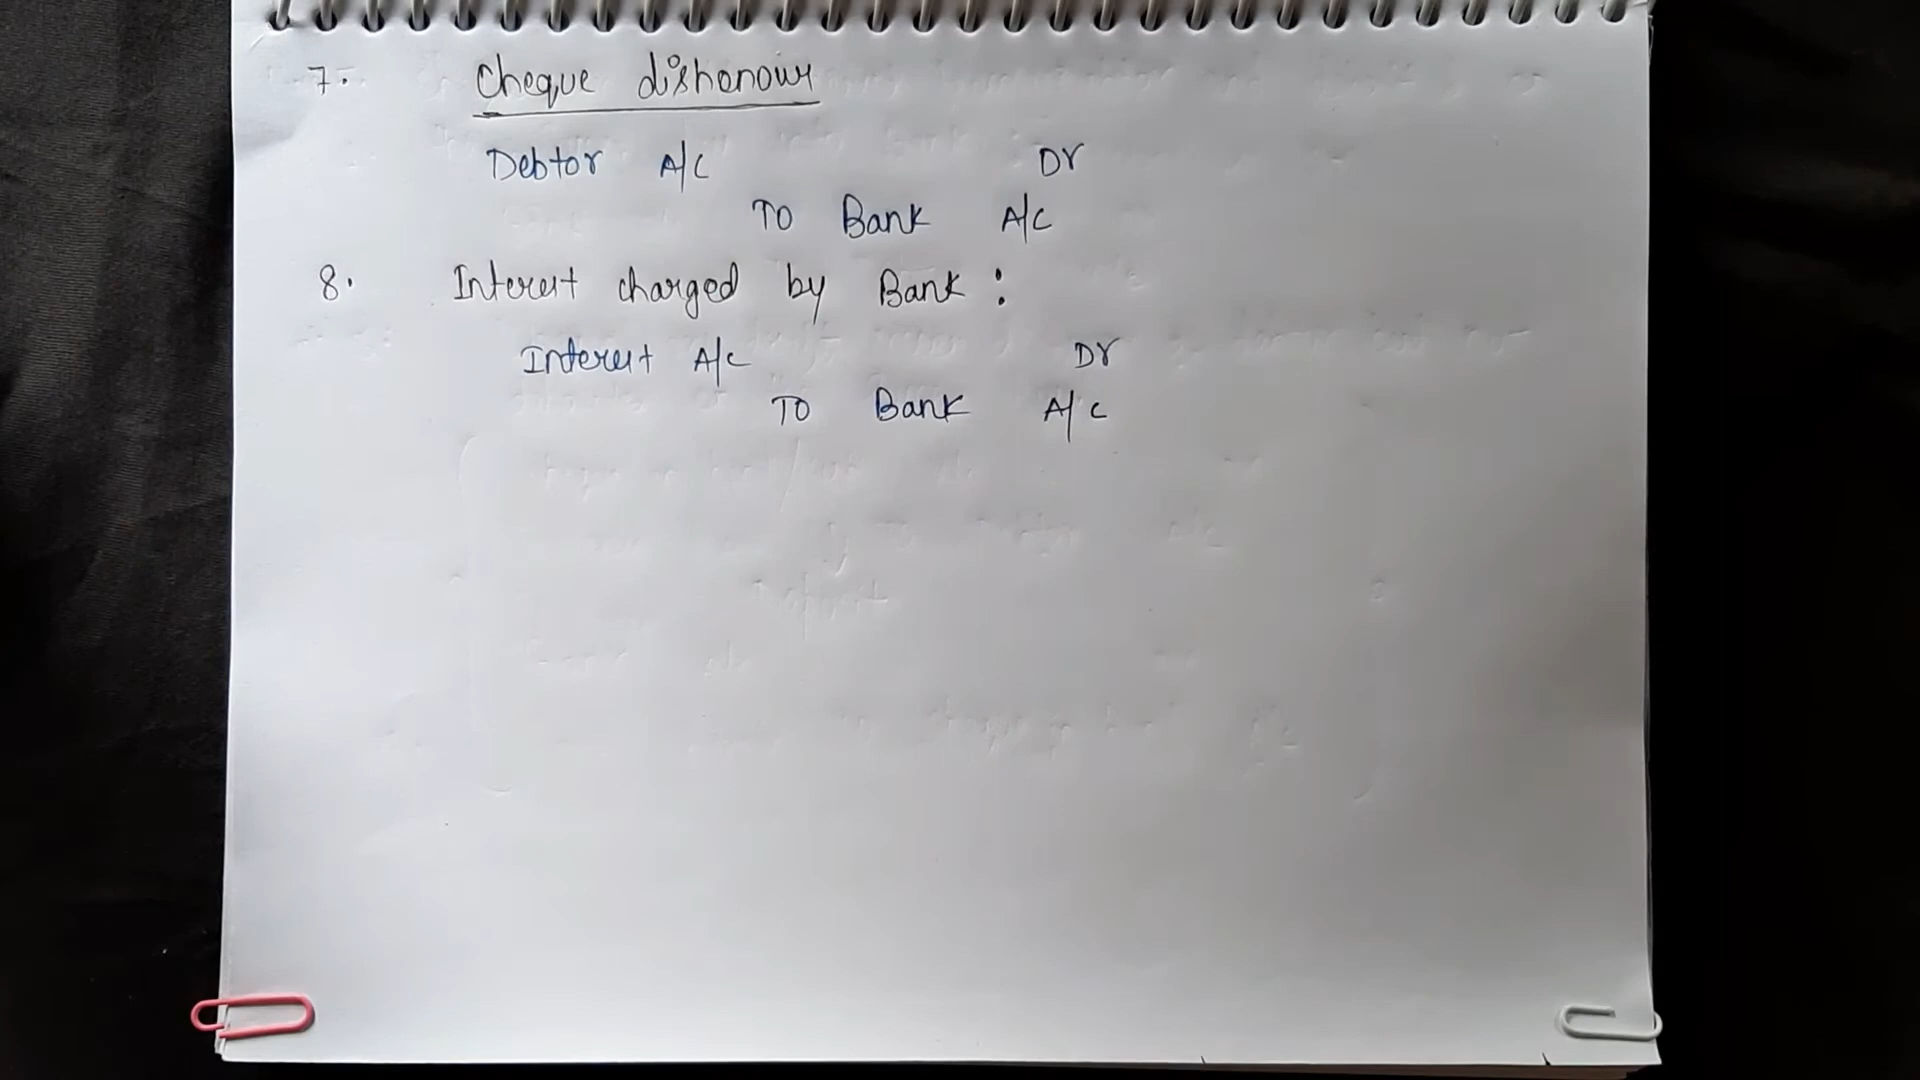 7. Cheque dishonour
Debtor A/C Dr
To Bank A/C
8. Interest charged by Bank :
Interest A/c Dr
To Bank A/c